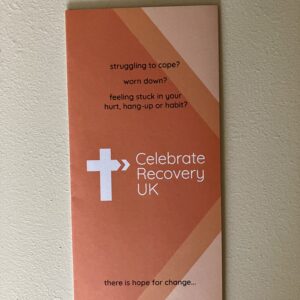 struggling to cope?
worn down?
feeling stuck in your
hurt, hang-up or habit?
Celebrate
Recovery
UK
there is hope for change...